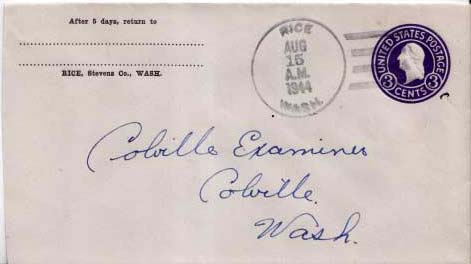 After 5 days, return to
RICE, Stevens Co., WASH.
RICE
AUG
15
A.M.
1944
WASH.
UNITED STATES POSTAGE
3 CENTS 3
Colville Examiner
Colville.
Wash.